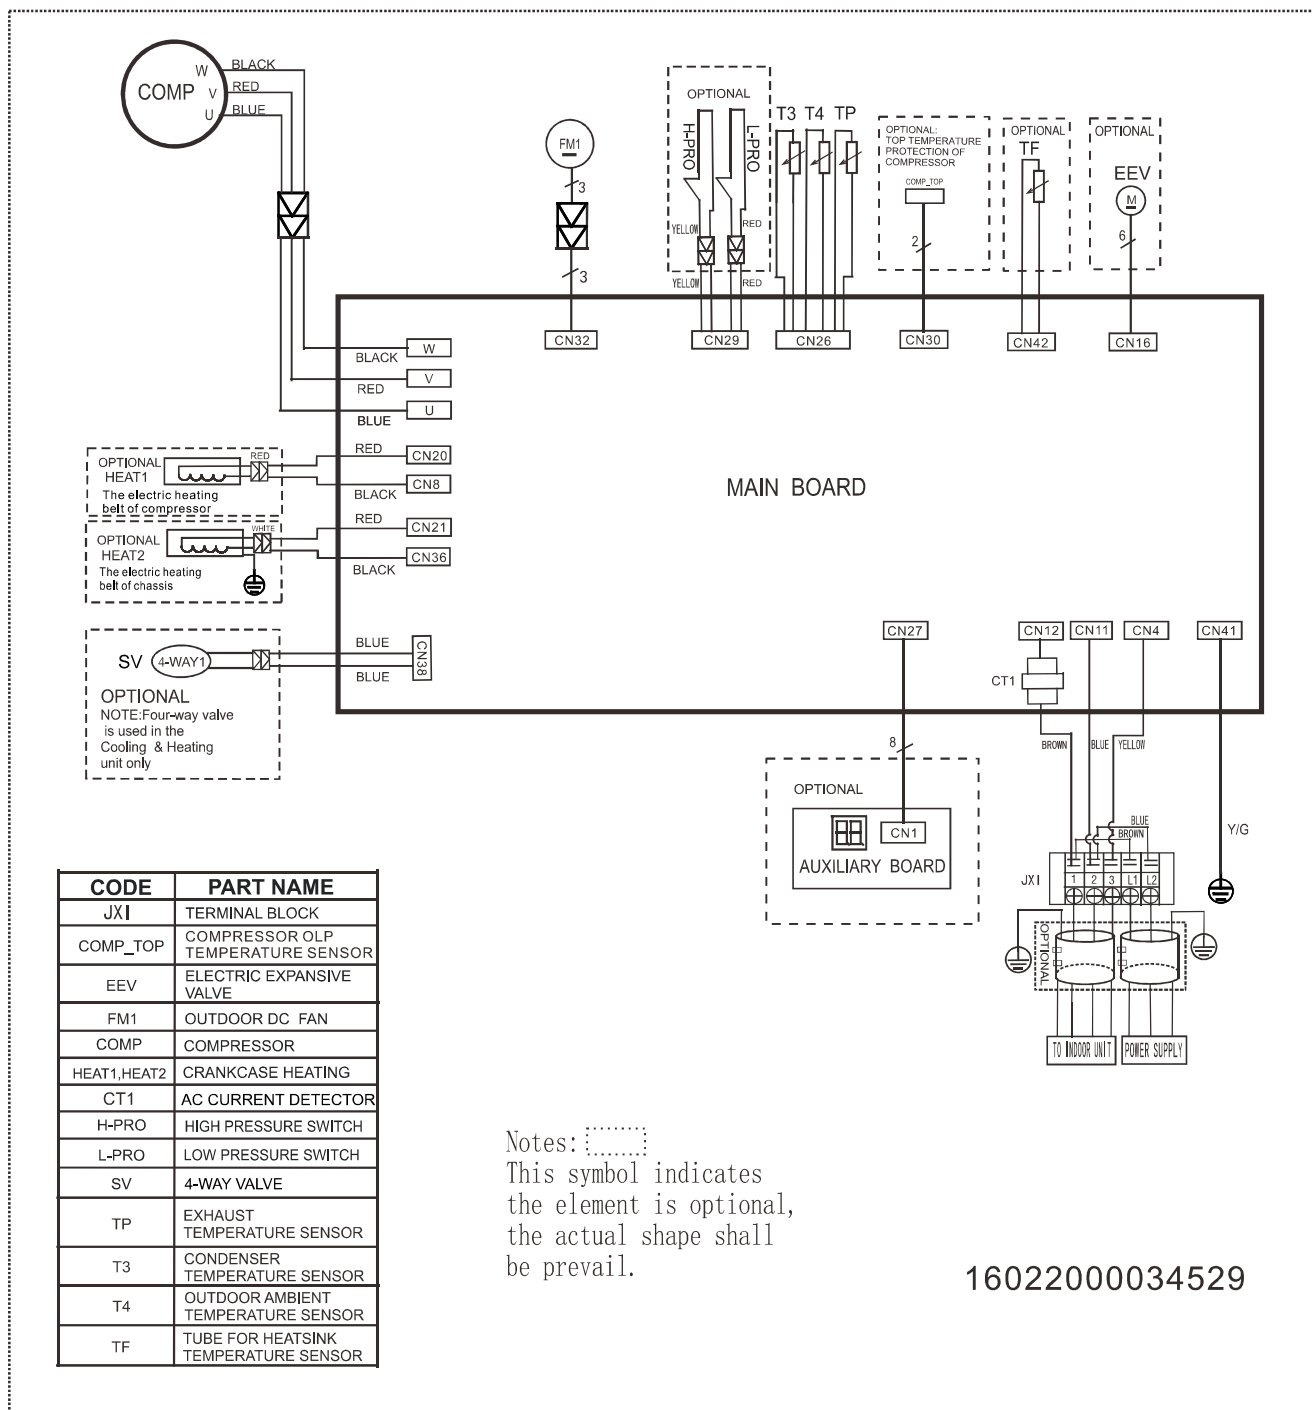 COMP
W
V
U
BLACK
RED
BLUE
FM1
3
3
OPTIONAL
H-PRO
L-PRO
YELLOW
RED
YELLOW
RED
T3 T4 TP
OPTIONAL:
TOP TEMPERATURE
PROTECTION OF
COMPRESSOR
COMP_TOP
2
OPTIONAL
TF
OPTIONAL
EEV
M
6
CN32
CN29
CN26
CN30
CN42
CN16
BLACK
W
RED
V
BLUE
U
MAIN BOARD
OPTIONAL
HEAT1
RED
The electric heating
belt of compressor
RED
CN20
BLACK
CN8
OPTIONAL
HEAT2
WHITE
The electric heating
belt of chassis
RED
CN21
BLACK
CN36
SV
4-WAY1
OPTIONAL
NOTE:Four-way valve
is used in the
Cooling & Heating
unit only
BLUE
BLUE
CN38
CN27
CN12
CN11
CN4
CN41
CT1
8
BROWN
BLUE
YELLOW
OPTIONAL
CN1
AUXILIARY BOARD
BLUE
BROWN
Y/G
JX1
1 2 3 L1 L2
OPTIONAL
TO INDOOR UNIT
POWER SUPPLY
CODE PART NAME
JX1 TERMINAL BLOCK
COMP_TOP COMPRESSOR OLP
TEMPERATURE SENSOR
EEV ELECTRIC EXPANSIVE
VALVE
FM1 OUTDOOR DC FAN
COMP COMPRESSOR
HEAT1,HEAT2 CRANKCASE HEATING
CT1 AC CURRENT DETECTOR
H-PRO HIGH PRESSURE SWITCH
L-PRO LOW PRESSURE SWITCH
SV 4-WAY VALVE
TP EXHAUST
TEMPERATURE SENSOR
T3 CONDENSER
TEMPERATURE SENSOR
T4 OUTDOOR AMBIENT
TEMPERATURE SENSOR
TF TUBE FOR HEATSINK
TEMPERATURE SENSOR
Notes:
This symbol indicates
the element is optional,
the actual shape shall
be prevail.
16022000034529